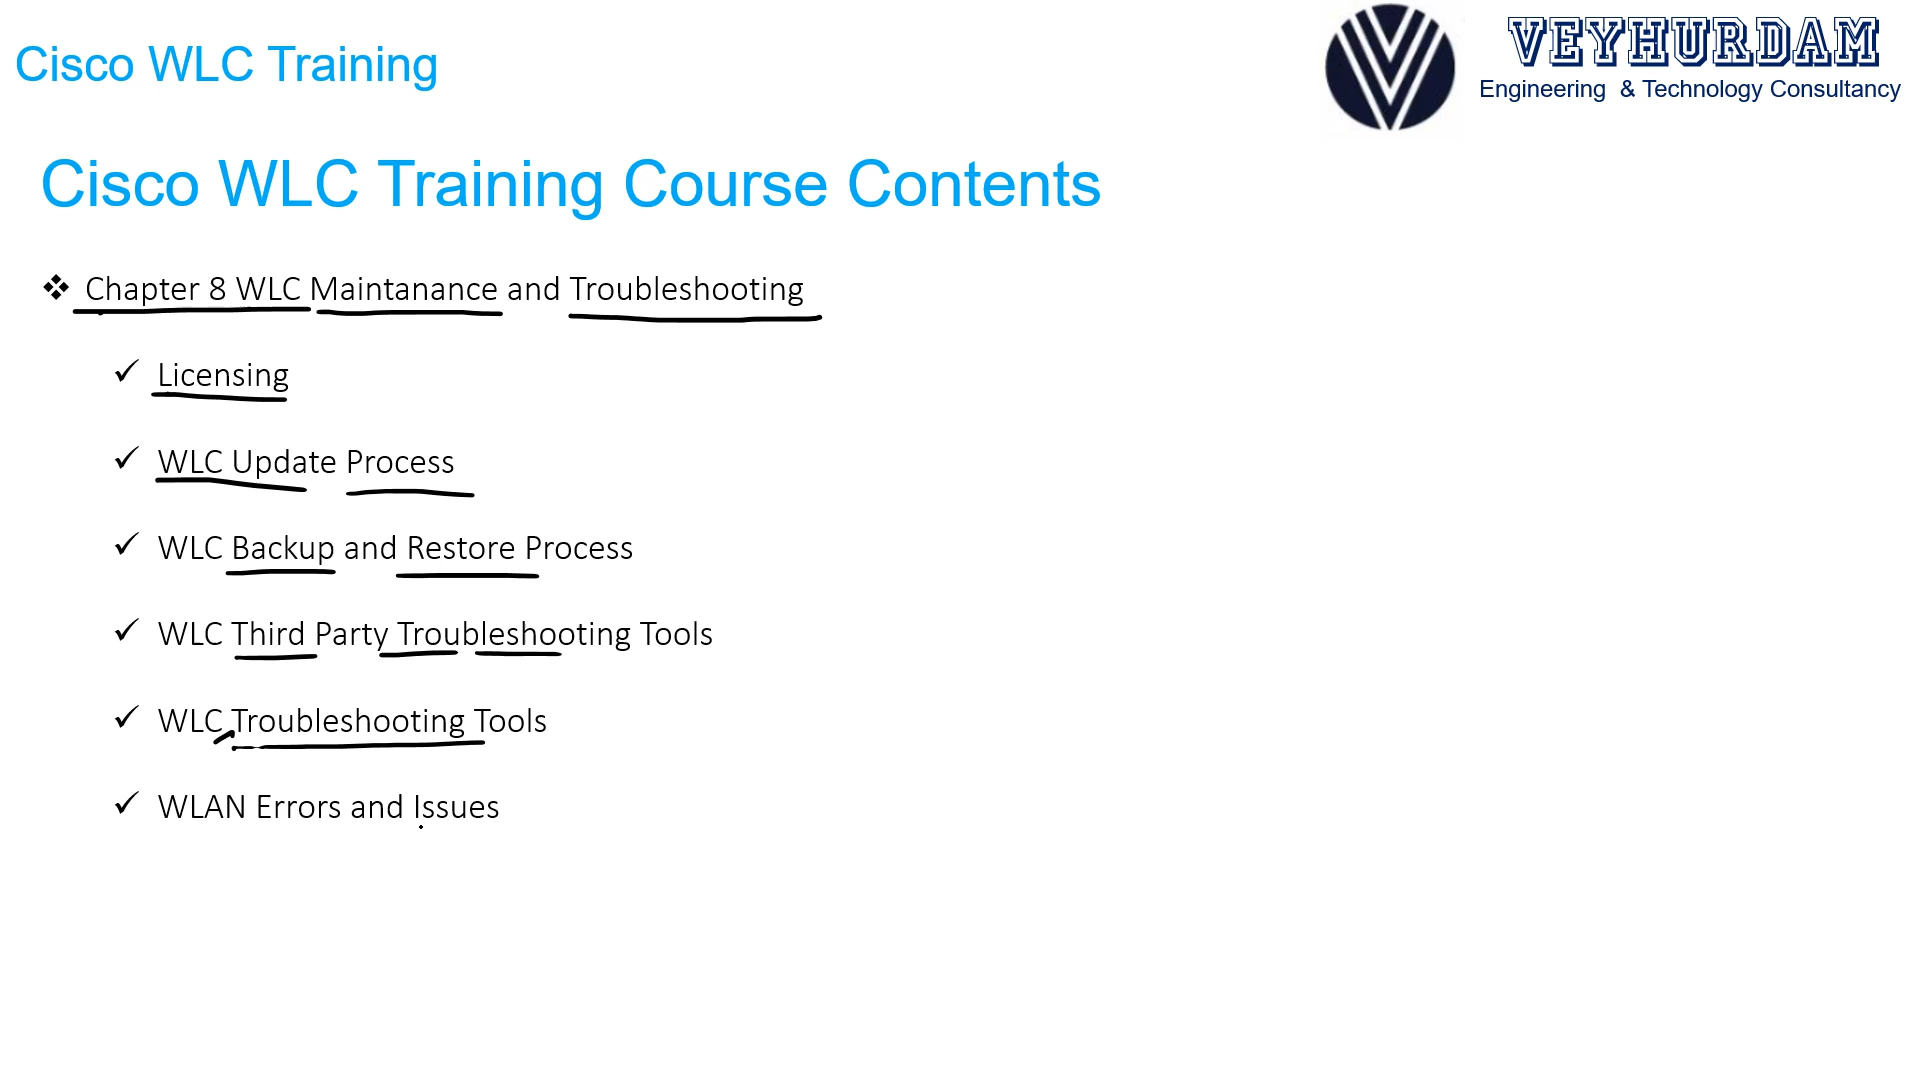 Cisco WLC Training
VEYHURDAM
Engineering & Technology Consultancy
Cisco WLC Training Course Contents
❖ Chapter 8 WLC Maintanance and Troubleshooting
✓ Licensing
✓ WLC Update Process
✓ WLC Backup and Restore Process
✓ WLC Third Party Troubleshooting Tools
✓ WLC Troubleshooting Tools
✓ WLAN Errors and Issues